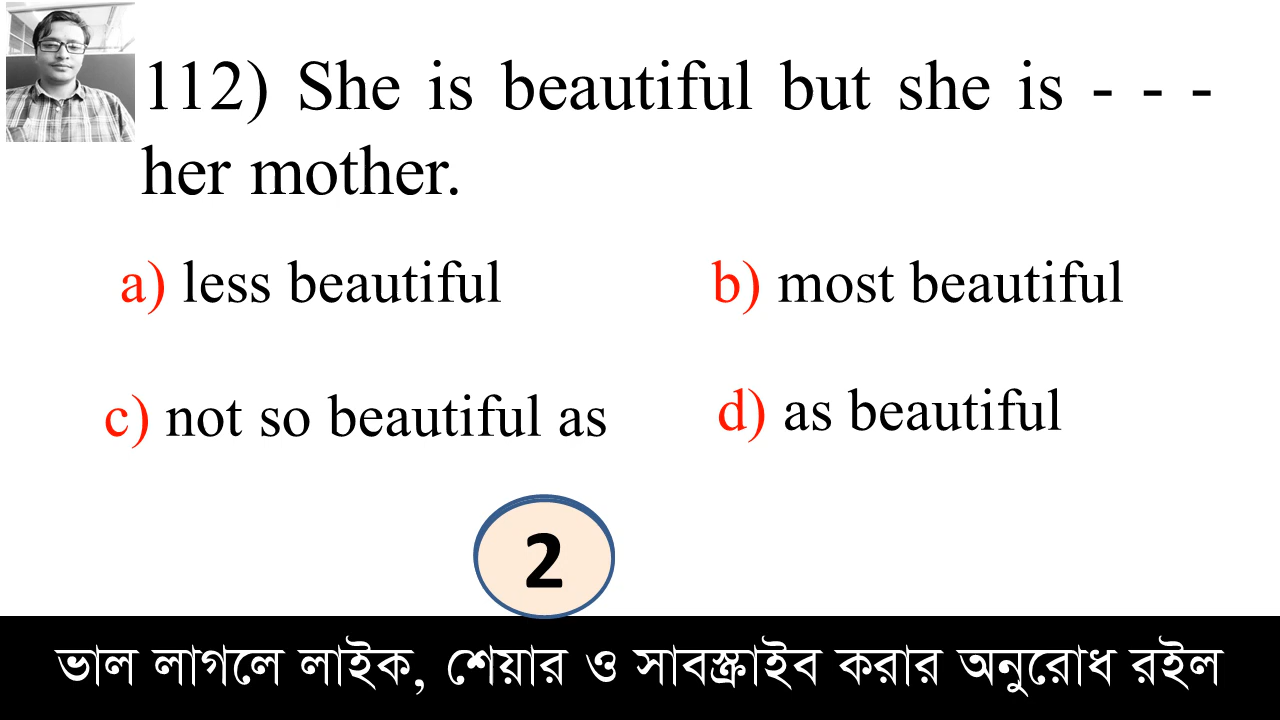 112) She is beautiful but she is - - -
her mother.
a) less beautiful
b) most beautiful
c) not so beautiful as
d) as beautiful
2
ভাল লাগলে লাইক, শেয়ার ও সাবস্ক্রাইব করার অনুরোধ রইল